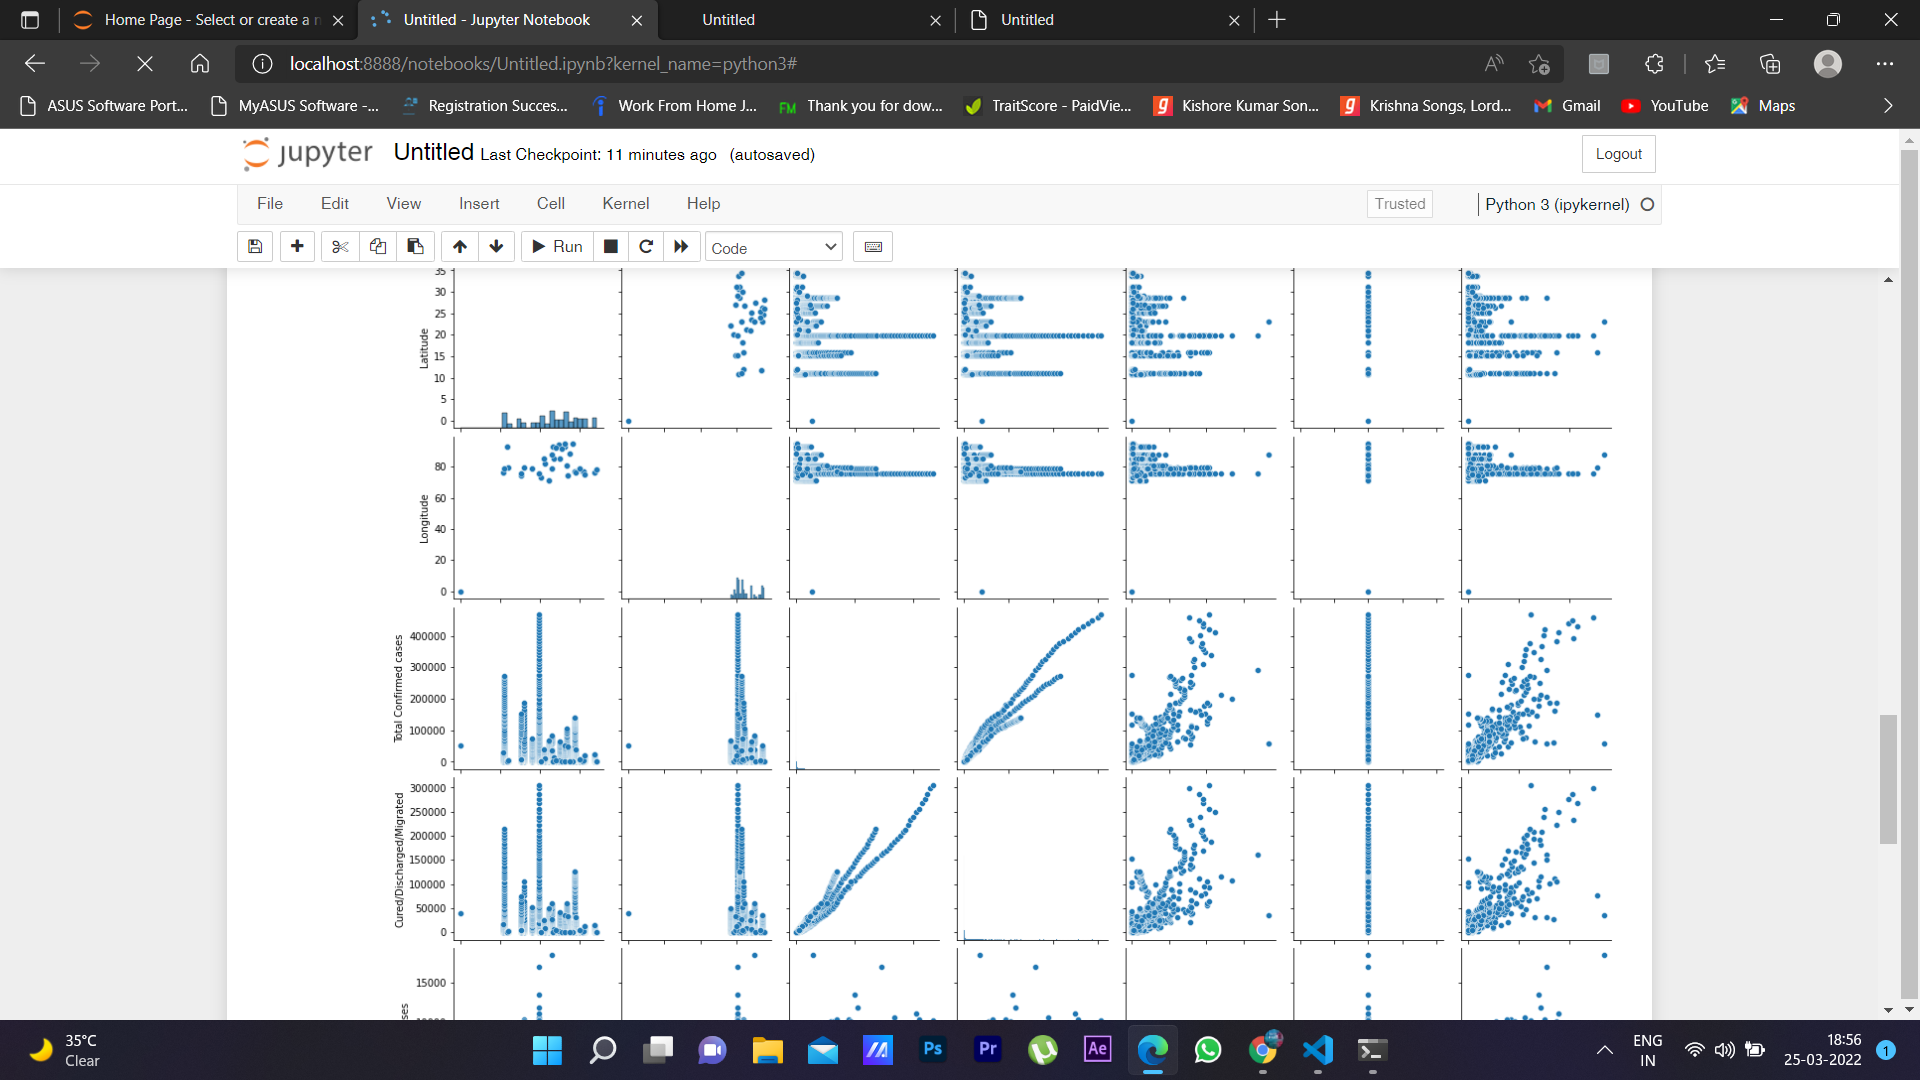 Home Page - Select or create a n
Untitled - Jupyter Notebook
Untitled
Untitled
localhost:8888/notebooks/Untitled.ipynb?kernel_name=python3#
ASUS Software Port...
MyASUS Software -...
Registration Succes...
Work From Home J...
FM Thank you for dow...
TraitScore - PaidVie...
g Kishore Kumar Son...
g Krishna Songs, Lord...
Gmail
YouTube
Maps
jupyter Untitled Last Checkpoint: 11 minutes ago (autosaved)
Logout
File Edit View Insert Cell Kernel Help
Trusted
Python 3 (ipykernel)
Run
Code
35
30
25
20
15
10
5
0
Latitude
80
60
40
20
0
Longitude
400000
300000
200000
100000
0
Total Confirmed cases
300000
250000
200000
150000
100000
50000
0
Cured/Discharged/Migrated
15000
35°C
Clear
Ps
Pr
Ae
ENG
IN
18:56
25-03-2022
1